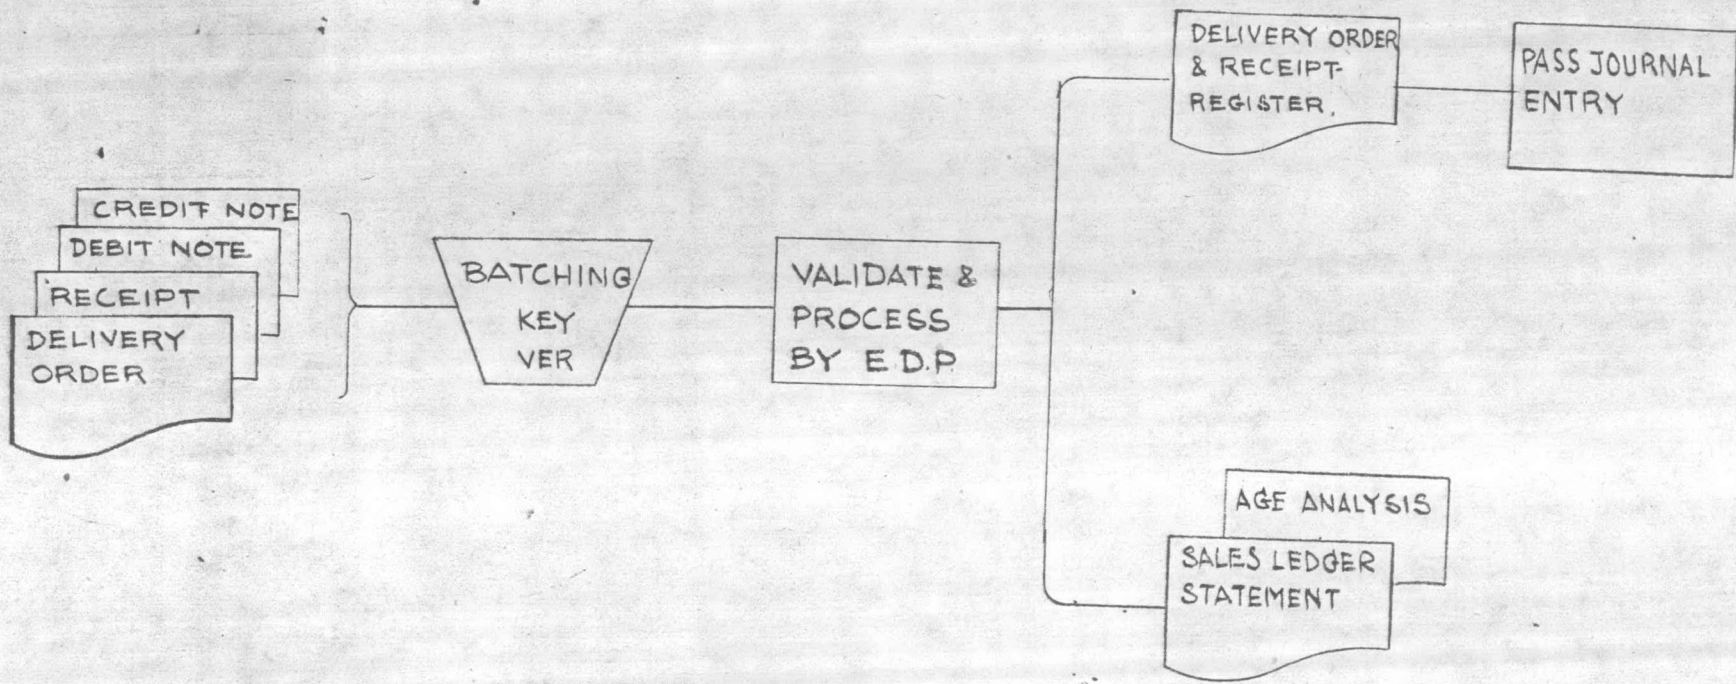 CREDIT NOTE
DEBIT NOTE
RECEIPT
DELIVERY
ORDER
BATCHING
KEY
VER
VALIDATE &
PROCESS
BY E.D.P.
DELIVERY ORDER
& RECEIPT
REGISTER.
PASS JOURNAL
ENTRY
AGE ANALYSIS
SALES LEDGER
STATEMENT